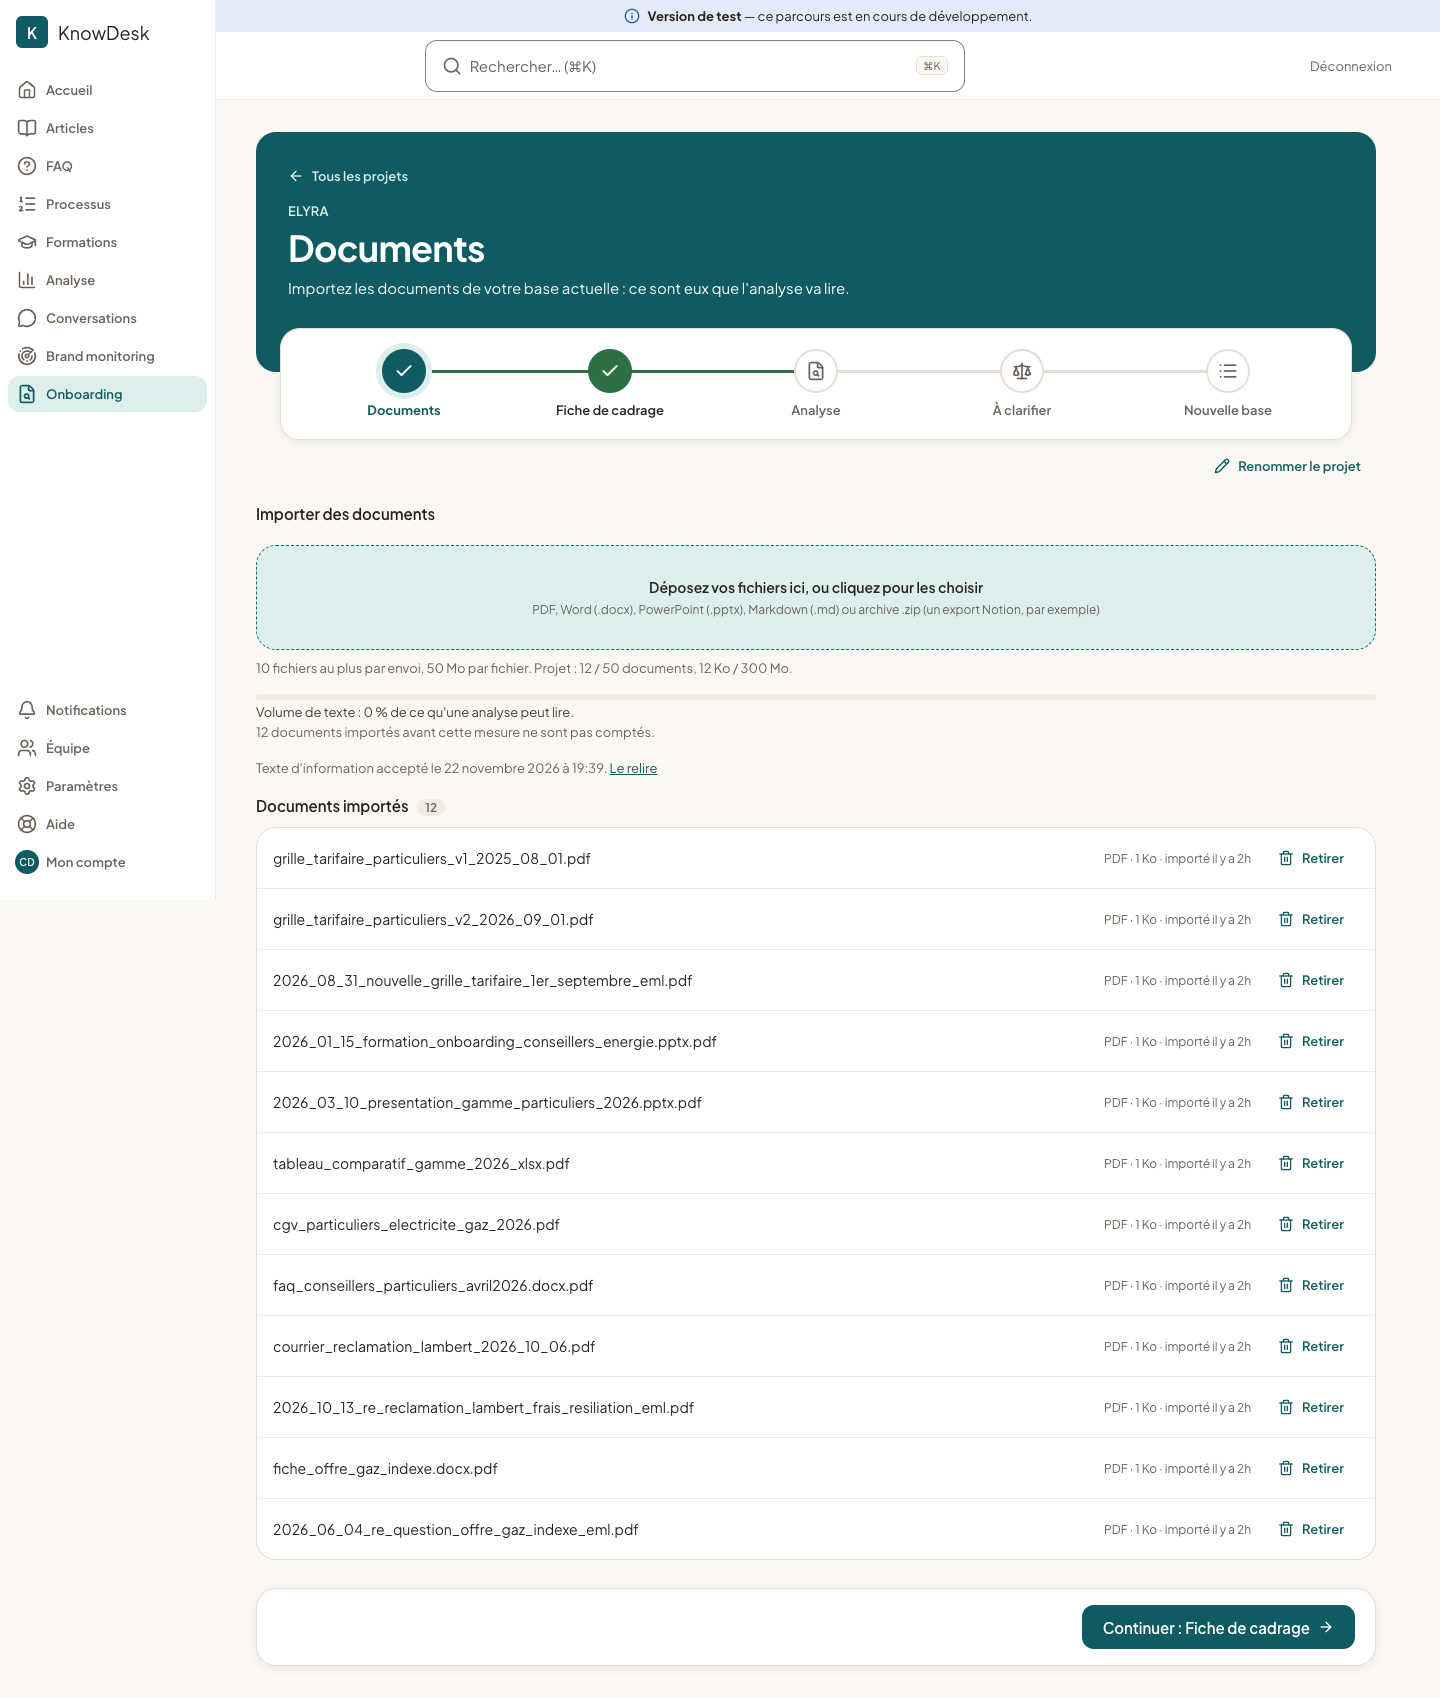 K KnowDesk
Accueil
Articles
FAQ
Processus
Formations
Analyse
Conversations
Brand monitoring
Onboarding
Notifications
Équipe
Paramètres
Aide
CD Mon compte
Version de test — ce parcours est en cours de développement.
Rechercher... (⌘K) ⌘K
Déconnexion
Tous les projets
ELYRA
Documents
Importez les documents de votre base actuelle : ce sont eux que l'analyse va lire.
Documents
Fiche de cadrage
Analyse
À clarifier
Nouvelle base
Renommer le projet
Importer des documents
Déposez vos fichiers ici, ou cliquez pour les choisir
PDF, Word (.docx), PowerPoint (.pptx), Markdown (.md) ou archive .zip (un export Notion, par exemple)
10 fichiers au plus par envoi, 50 Mo par fichier. Projet : 12 / 50 documents, 12 Ko / 300 Mo.
Volume de texte : 0 % de ce qu'une analyse peut lire.
12 documents importés avant cette mesure ne sont pas comptés.
Texte d'information accepté le 22 novembre 2026 à 19:39. Le relire
Documents importés 12
grille_tarifaire_particuliers_v1_2025_08_01.pdf PDF · 1 Ko · importé il y a 2h Retirer
grille_tarifaire_particuliers_v2_2026_09_01.pdf PDF · 1 Ko · importé il y a 2h Retirer
2026_08_31_nouvelle_grille_tarifaire_1er_septembre_eml.pdf PDF · 1 Ko · importé il y a 2h Retirer
2026_01_15_formation_onboarding_conseillers_energie.pptx.pdf PDF · 1 Ko · importé il y a 2h Retirer
2026_03_10_presentation_gamme_particuliers_2026.pptx.pdf PDF · 1 Ko · importé il y a 2h Retirer
tableau_comparatif_gamme_2026_xlsx.pdf PDF · 1 Ko · importé il y a 2h Retirer
cgv_particuliers_electricite_gaz_2026.pdf PDF · 1 Ko · importé il y a 2h Retirer
faq_conseillers_particuliers_avril2026.docx.pdf PDF · 1 Ko · importé il y a 2h Retirer
courrier_reclamation_lambert_2026_10_06.pdf PDF · 1 Ko · importé il y a 2h Retirer
2026_10_13_re_reclamation_lambert_frais_resiliation_eml.pdf PDF · 1 Ko · importé il y a 2h Retirer
fiche_offre_gaz_indexe.docx.pdf PDF · 1 Ko · importé il y a 2h Retirer
2026_06_04_re_question_offre_gaz_indexe_eml.pdf PDF · 1 Ko · importé il y a 2h Retirer
Continuer : Fiche de cadrage